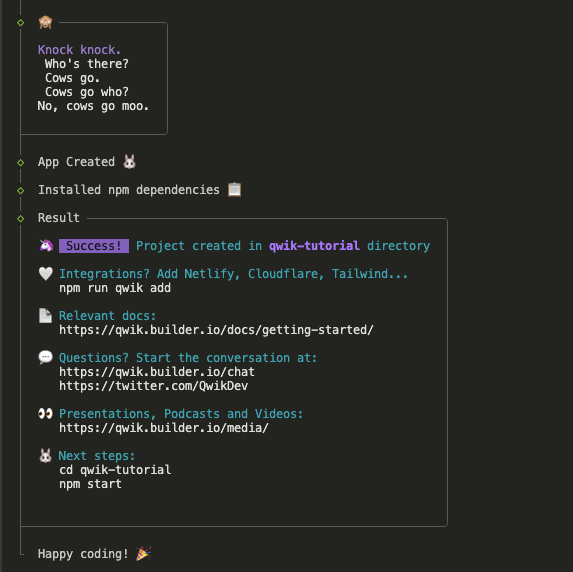 Knock knock.
Who's there?
Cows go.
Cows go who?
No, cows go moo.
App Created 🐰
Installed npm dependencies 📋
Result
🦄 Success! Project created in qwik-tutorial directory
🤍 Integrations? Add Netlify, Cloudflare, Tailwind...
npm run qwik add
📄 Relevant docs:
https://qwik.builder.io/docs/getting-started/
💬 Questions? Start the conversation at:
https://qwik.builder.io/chat
https://twitter.com/QwikDev
👀 Presentations, Podcasts and Videos:
https://qwik.builder.io/media/
🐰 Next steps:
cd qwik-tutorial
npm start
Happy coding! 🎉